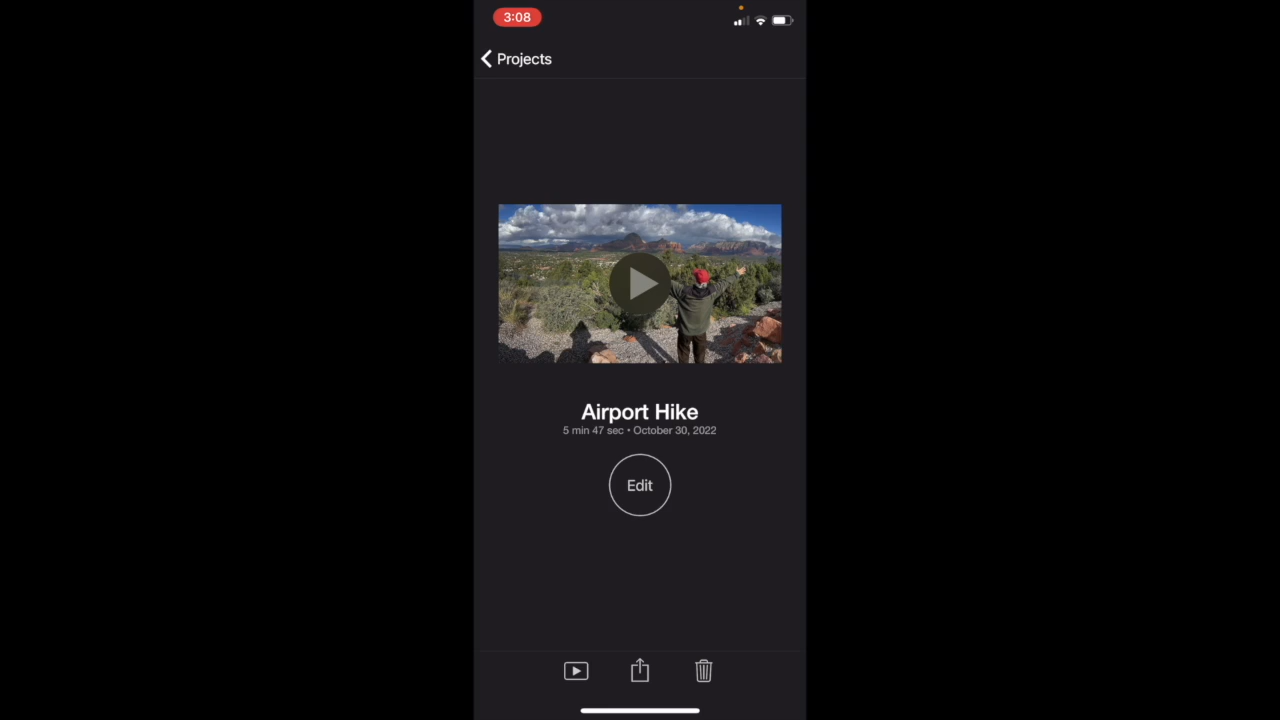 3:08
Projects
Airport Hike
5 min 47 sec • October 30, 2022
Edit